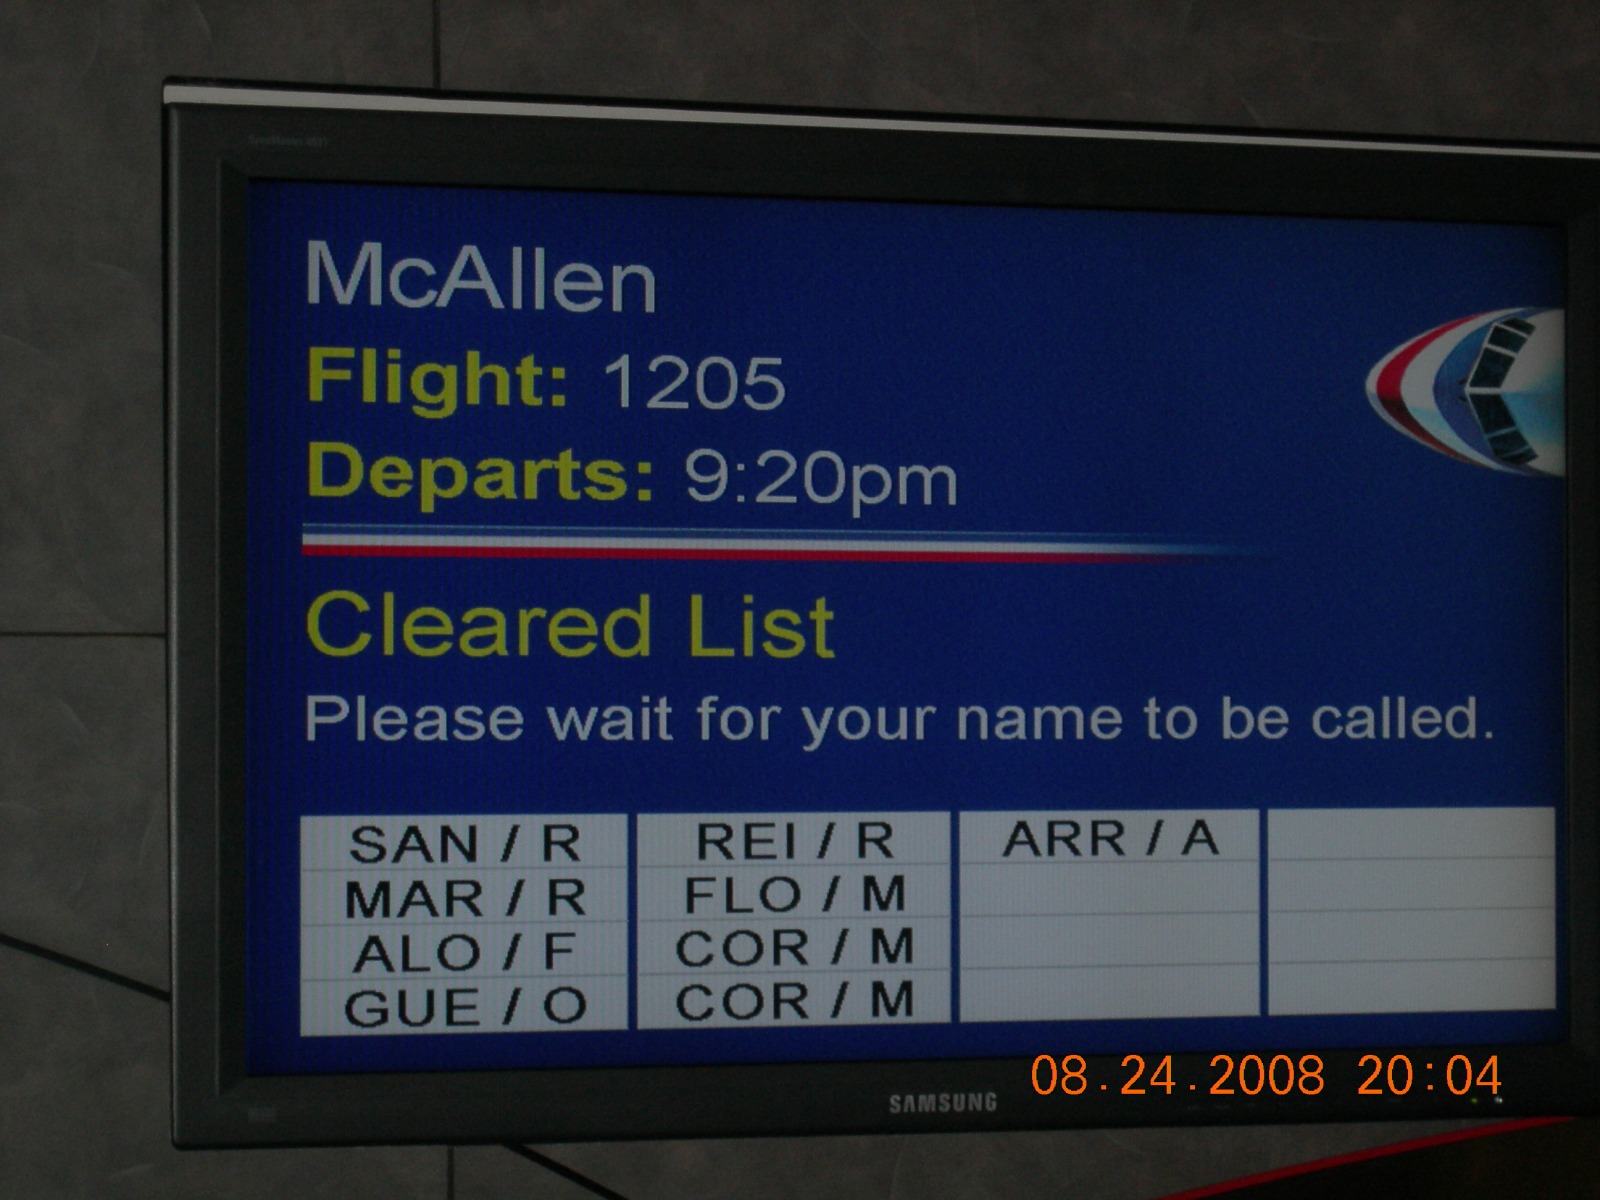 McAllen
Flight: 1205
Departs: 9:20pm
Cleared List
Please wait for your name to be called.
SAN / R REI / R ARR / A
MAR / R FLO / M
ALO / F COR / M
GUE / O COR / M
SAMSUNG
08.24.2008 20:04